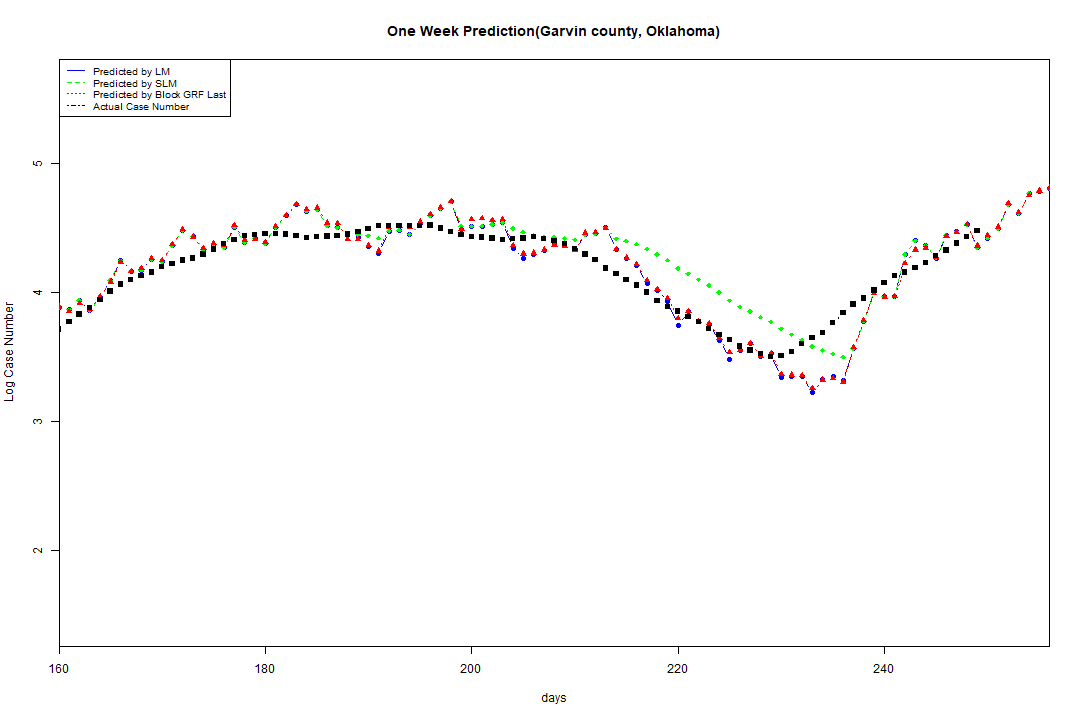 One Week Prediction(Garvin county, Oklahoma)
Predicted by LM
Predicted by SLM
Predicted by Block GRF Last
Actual Case Number
5
4
3
2
Log Case Number
160 180 200 220 240
days